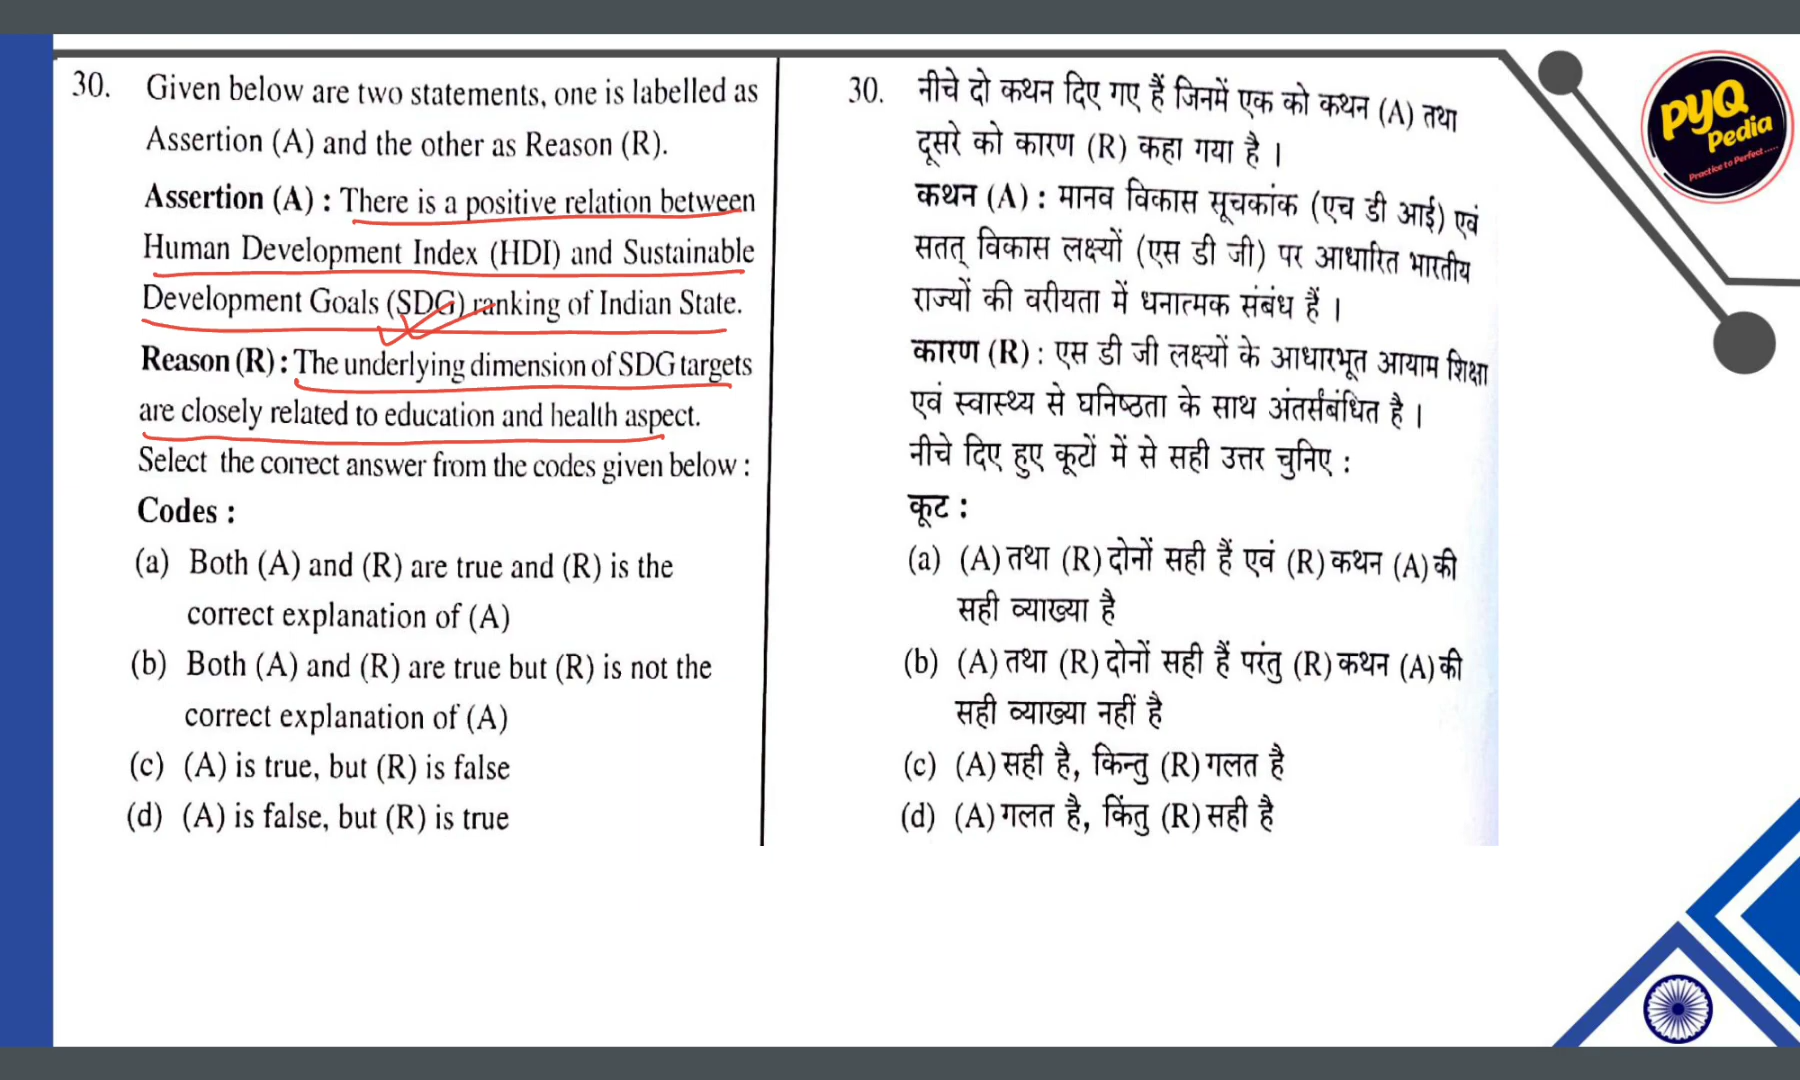 30. Given below are two statements, one is labelled as
Assertion (A) and the other as Reason (R).
Assertion (A) : There is a positive relation between
Human Development Index (HDI) and Sustainable
Development Goals (SDG) ranking of Indian State.
Reason (R) : The underlying dimension of SDG targets
are closely related to education and health aspect.
Select the correct answer from the codes given below :
Codes :
(a) Both (A) and (R) are true and (R) is the
correct explanation of (A)
(b) Both (A) and (R) are true but (R) is not the
correct explanation of (A)
(c) (A) is true, but (R) is false
(d) (A) is false, but (R) is true
30. नीचे दो कथन दिए गए हैं जिनमें एक को कथन (A) तथा
दूसरे को कारण (R) कहा गया है ।
कथन (A) : मानव विकास सूचकांक (एच डी आई) एवं
सतत् विकास लक्ष्यों (एस डी जी) पर आधारित भारतीय
राज्यों की वरीयता में धनात्मक संबंध हैं ।
कारण (R) : एस डी जी लक्ष्यों के आधारभूत आयाम शिक्षा
एवं स्वास्थ्य से घनिष्ठता के साथ अंतर्संबंधित है ।
नीचे दिए हुए कूटों में से सही उत्तर चुनिए :
कूट :
(a) (A) तथा (R) दोनों सही हैं एवं (R) कथन (A) की
सही व्याख्या है
(b) (A) तथा (R) दोनों सही हैं परंतु (R) कथन (A) की
सही व्याख्या नहीं है
(c) (A) सही है, किन्तु (R) गलत है
(d) (A) गलत है, किंतु (R) सही है
PYQ
Pedia
Practice to Perfect.....